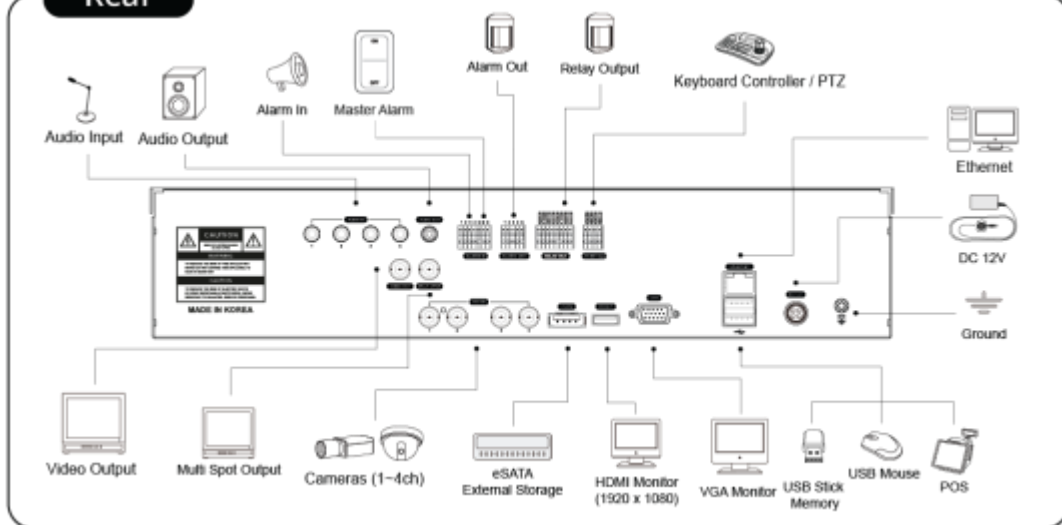 Rear
Alarm Out
Relay Output
Keyboard Controller / PTZ
Alarm In
Master Alarm
Audio Input
Audio Output
Ethernet
CAUTION
DC 12V
MADE IN KOREA
Ground
Video Output
Multi Spot Output
Cameras (1~4ch)
eSATA
External Storage
HDMI Monitor
(1920 x 1080)
VGA Monitor
USB Stick
Memory
USB Mouse
POS